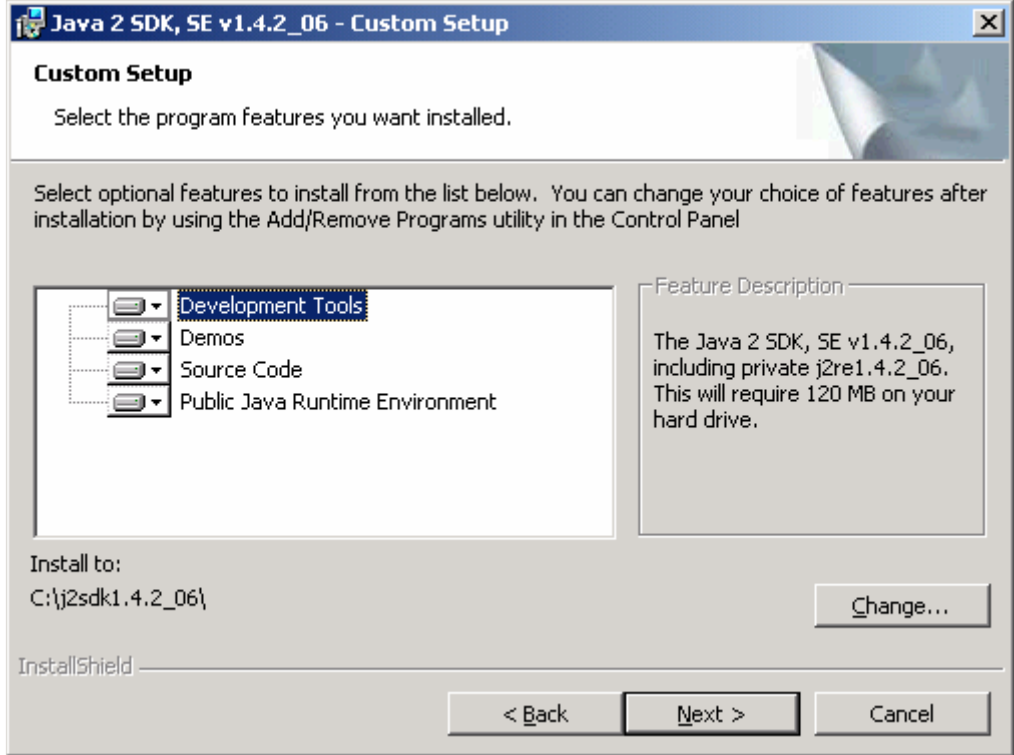 Java 2 SDK, SE v1.4.2_06 - Custom Setup
Custom Setup
Select the program features you want installed.
Select optional features to install from the list below.  You can change your choice of features after
installation by using the Add/Remove Programs utility in the Control Panel
Development Tools
Demos
Source Code
Public Java Runtime Environment
Feature Description
The Java 2 SDK, SE v1.4.2_06,
including private j2re1.4.2_06.
This will require 120 MB on your
hard drive.
Install to:
C:\j2sdk1.4.2_06\
Change...
InstallShield
< Back
Next >
Cancel